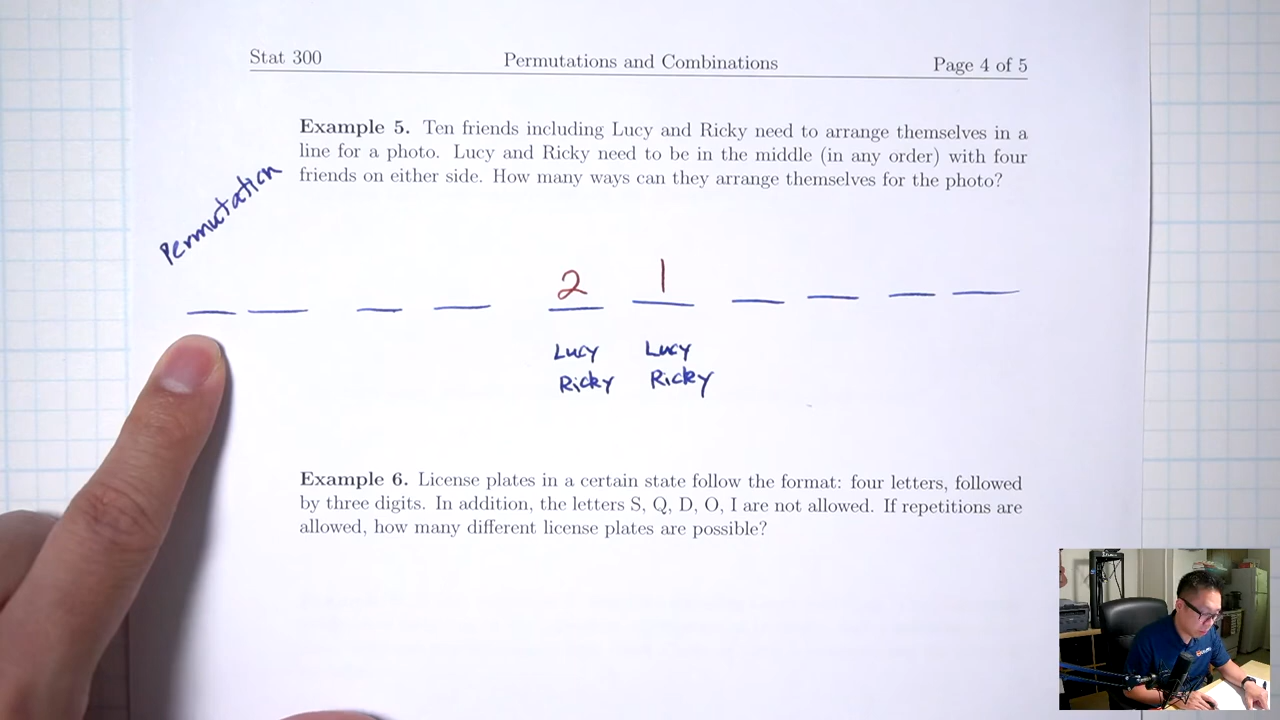 Stat 300 Permutations and Combinations Page 4 of 5
Example 5. Ten friends including Lucy and Ricky need to arrange themselves in a
line for a photo. Lucy and Ricky need to be in the middle (in any order) with four
friends on either side. How many ways can they arrange themselves for the photo?
Permutation
2 1
Lucy Lucy
Ricky Ricky
Example 6. License plates in a certain state follow the format: four letters, followed
by three digits. In addition, the letters S, Q, D, O, I are not allowed. If repetitions are
allowed, how many different license plates are possible?